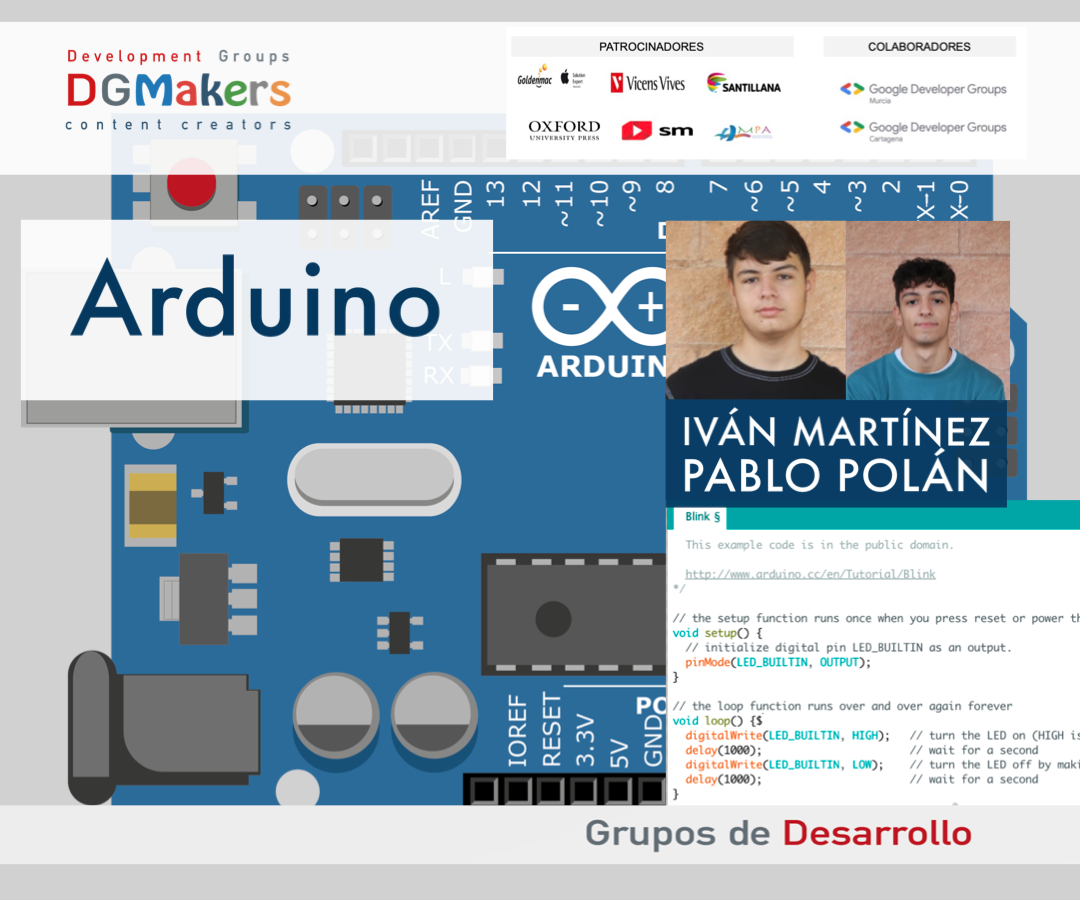 Development Groups
DGMakers
content creators
PATROCINADORES
COLABORADORES
Goldenmac
Solution Expert
Vicens Vives
SANTILLANA
Google Developer Groups
Murcia
OXFORD
UNIVERSITY PRESS
sm
AMPA
Google Developer Groups
Cartagena
AREF
GND
13
12
~11
~10
~9
8
7
~6
~5
4
~3
2
X-1
X-0
Arduino
L
TX
RX
- +
ARDUIN
IVÁN MARTÍNEZ
PABLO POLÁN
Blink §
This example code is in the public domain.
http://www.arduino.cc/en/Tutorial/Blink
*/
// the setup function runs once when you press reset or power th
void setup() {
// initialize digital pin LED_BUILTIN as an output.
pinMode(LED_BUILTIN, OUTPUT);
}
// the loop function runs over and over again forever
void loop() {$
digitalWrite(LED_BUILTIN, HIGH); // turn the LED on (HIGH is
delay(1000); // wait for a second
digitalWrite(LED_BUILTIN, LOW); // turn the LED off by maki
delay(1000); // wait for a second
}
IOREF
RESET
3.3V
5V
GND
PO
Grupos de Desarrollo